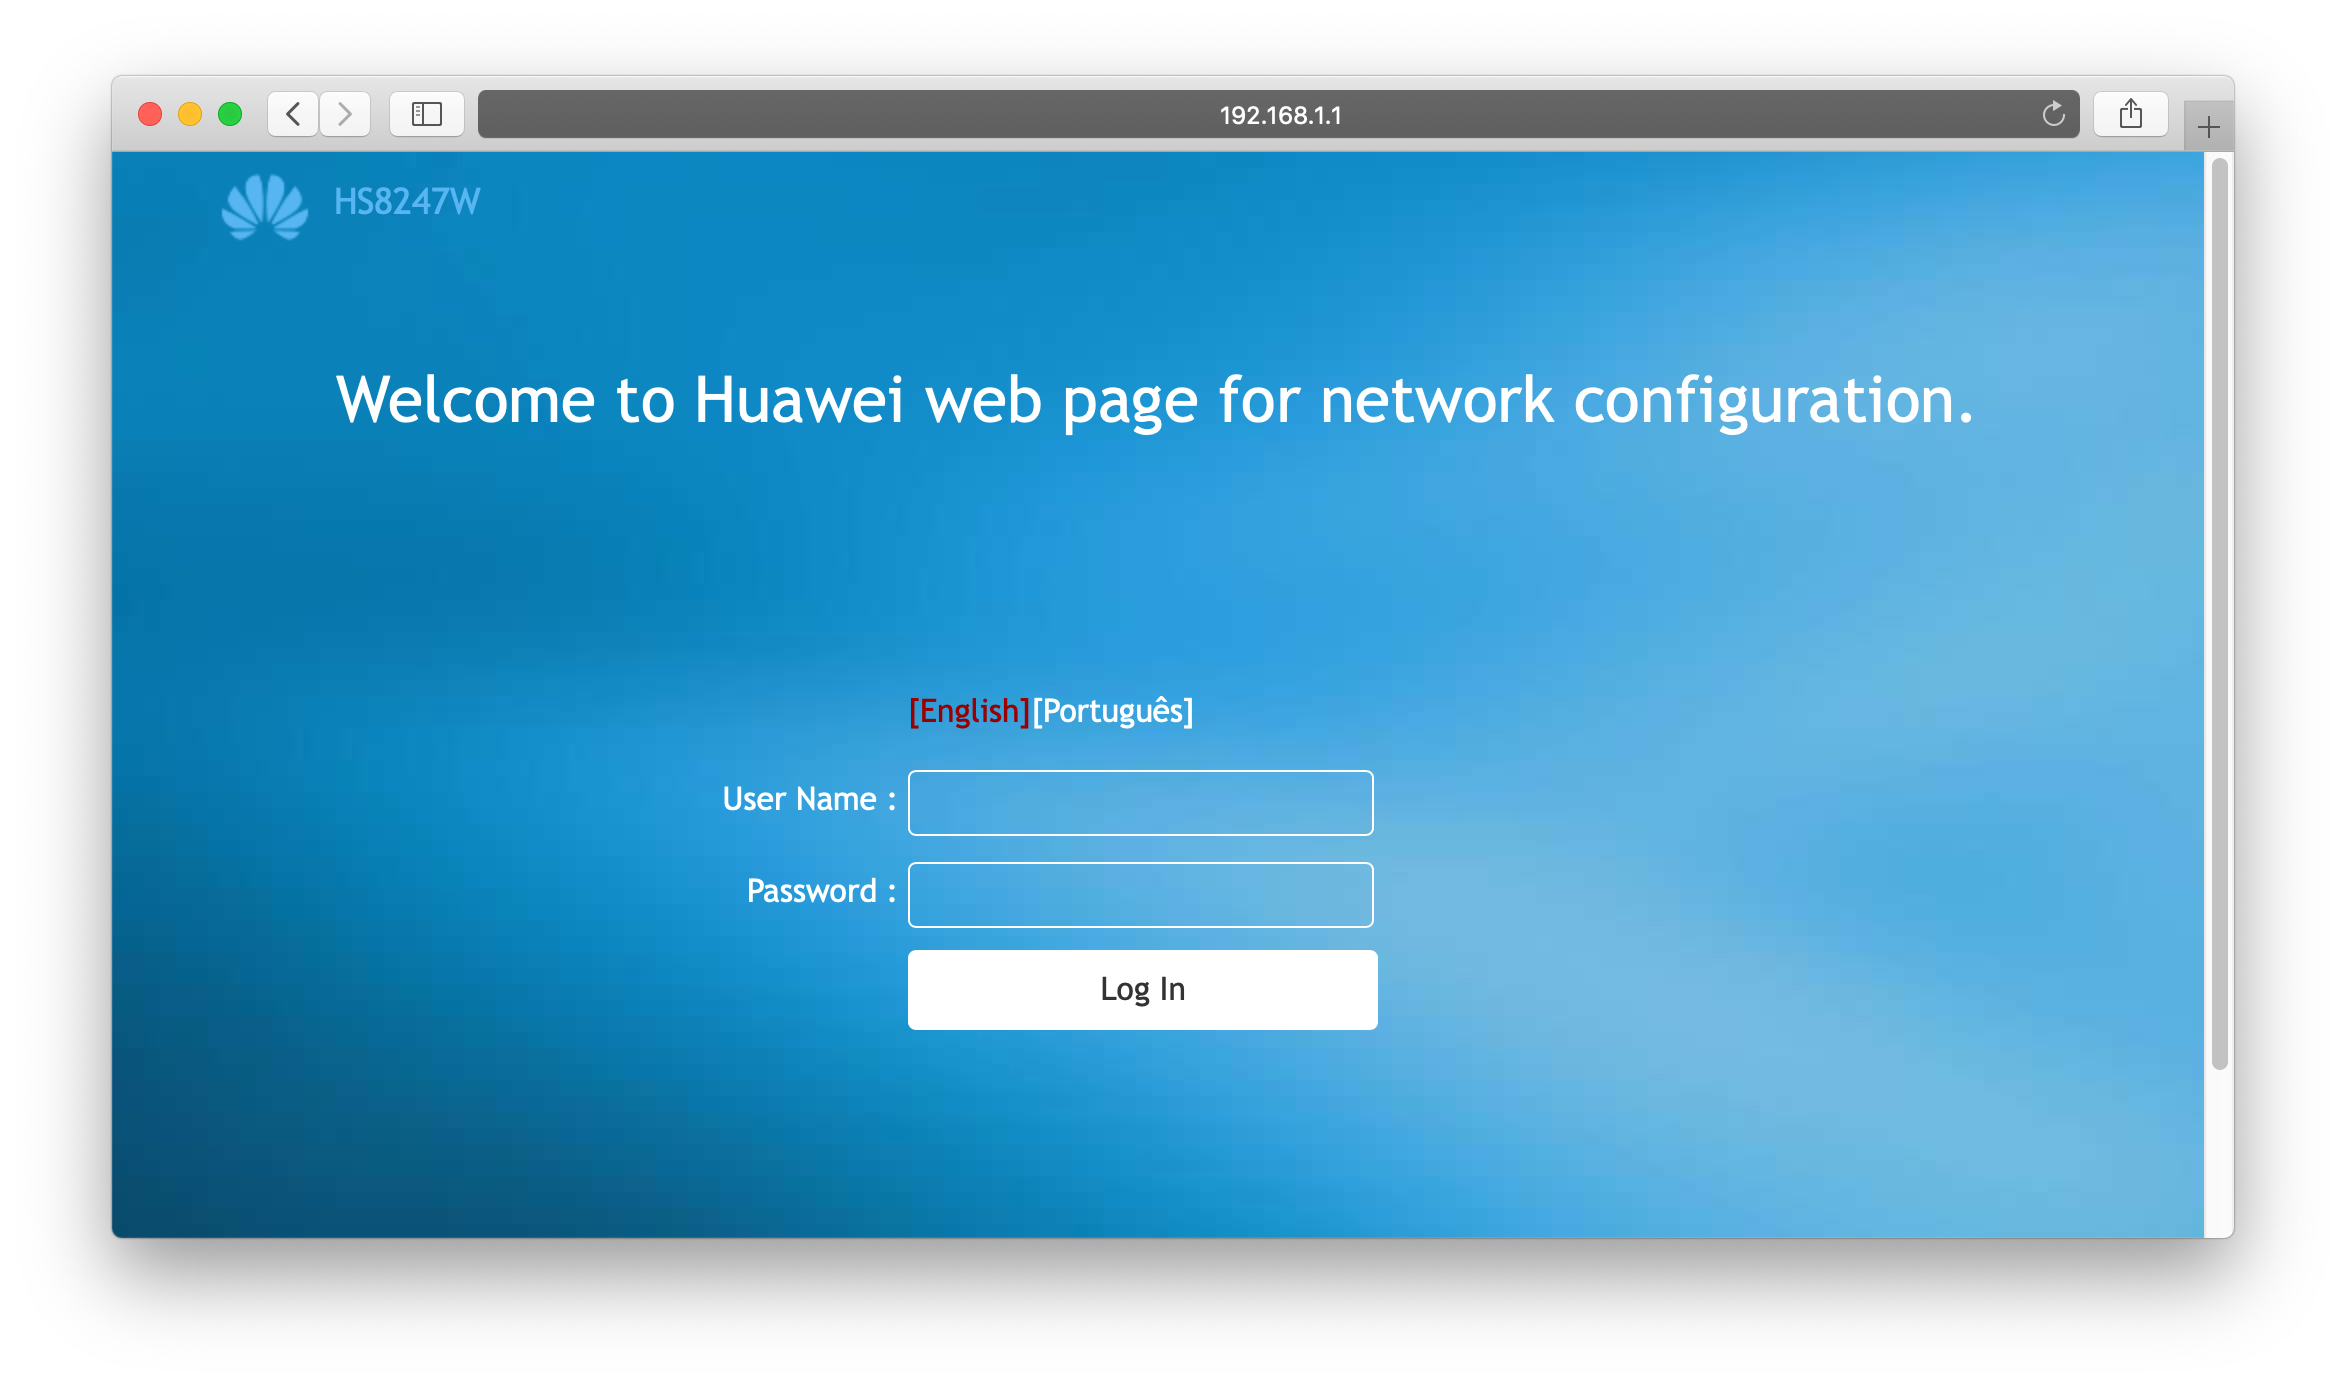 192.168.1.1
HS8247W
Welcome to Huawei web page for network configuration.
[English][Português]
User Name :
Password :
Log In